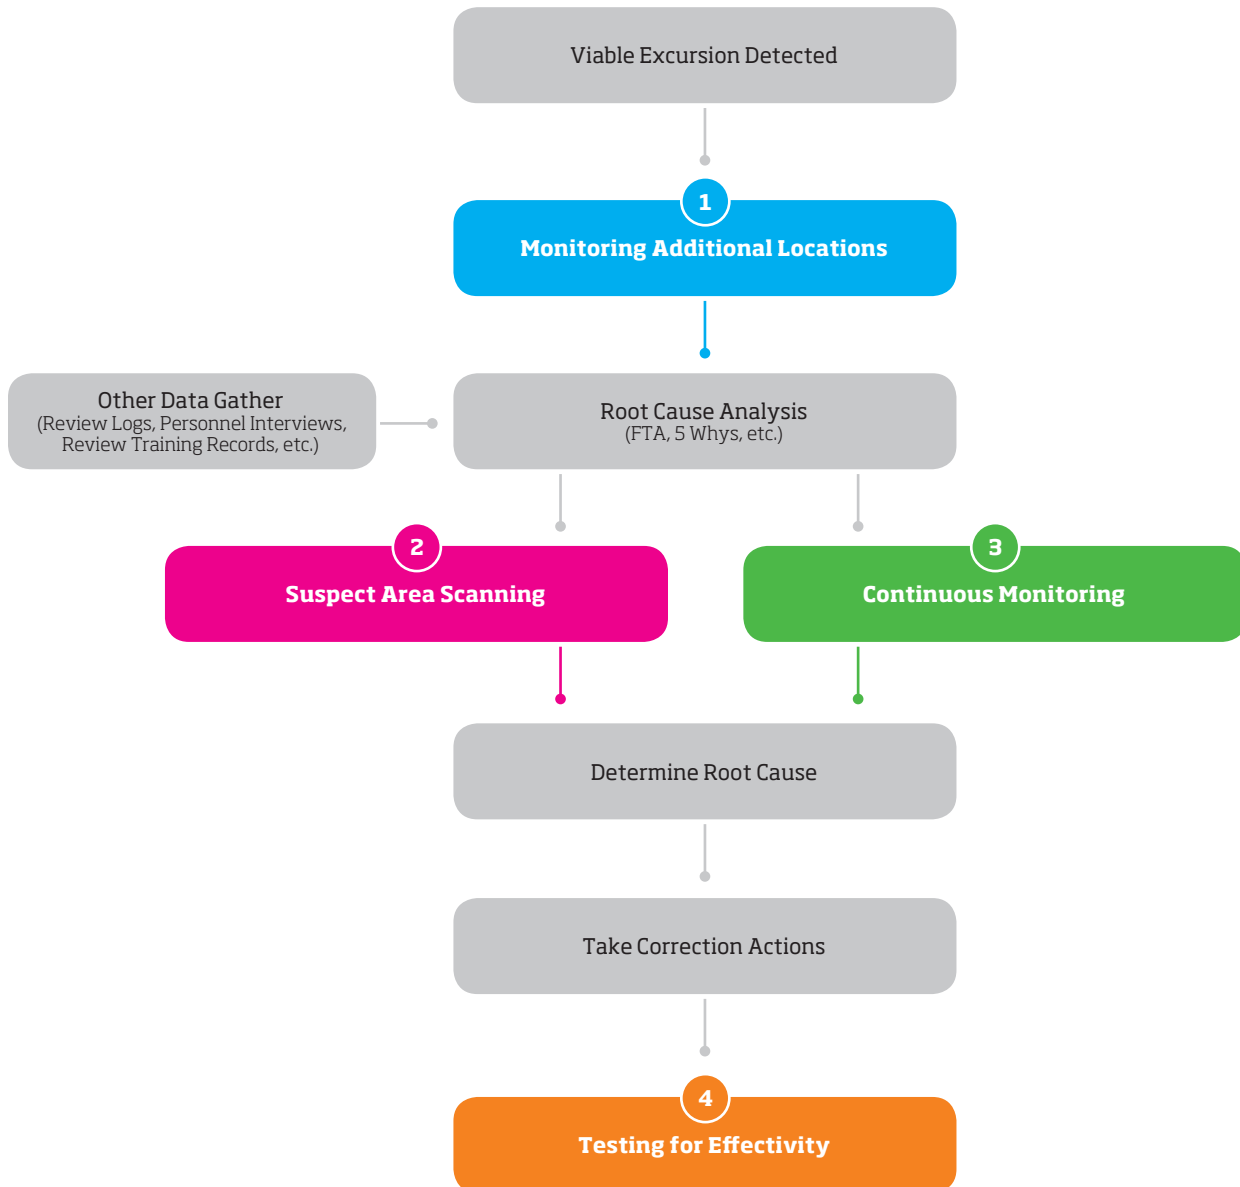 Viable Excursion Detected
1
Monitoring Additional Locations
Other Data Gather
(Review Logs, Personnel Interviews,
Review Training Records, etc.)
Root Cause Analysis
(FTA, 5 Whys, etc.)
2
Suspect Area Scanning
3
Continuous Monitoring
Determine Root Cause
Take Correction Actions
4
Testing for Effectivity